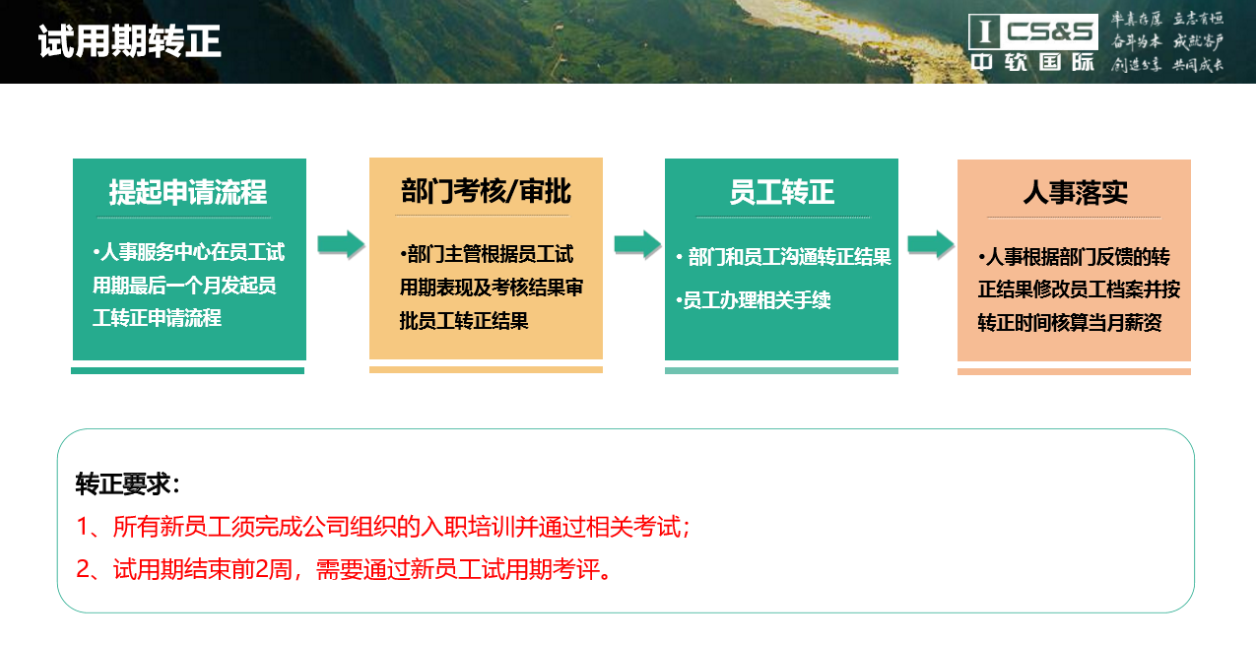 试用期转正
I CS&S
中软国际
率真存厚 立志有恒
奋斗为本 成就客户
创造分享 共同成长
提起申请流程
•人事服务中心在员工试
用期最后一个月发起员
工转正申请流程
部门考核/审批
•部门主管根据员工试
用期表现及考核结果审
批员工转正结果
员工转正
• 部门和员工沟通转正结果
•员工办理相关手续
人事落实
•人事根据部门反馈的转
正结果修改员工档案并按
转正时间核算当月薪资
转正要求：
1、所有新员工须完成公司组织的入职培训并通过相关考试；
2、试用期结束前2周，需要通过新员工试用期考评。